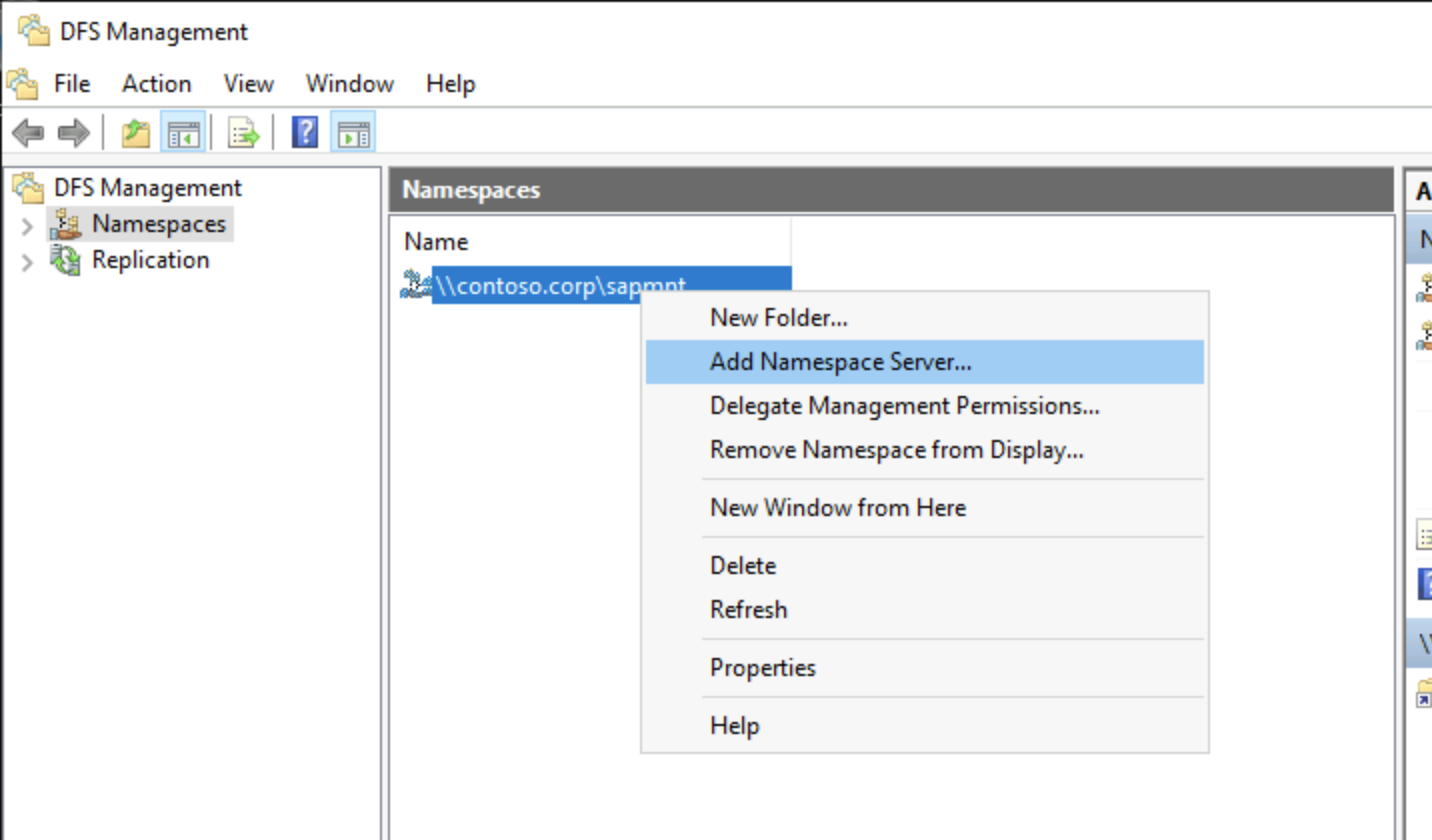 DFS Management
File Action View Window Help
DFS Management
Namespaces
Replication
Namespaces
Name
\\contoso.corp\sapmnt
New Folder...
Add Namespace Server...
Delegate Management Permissions...
Remove Namespace from Display...
New Window from Here
Delete
Refresh
Properties
Help
A
N